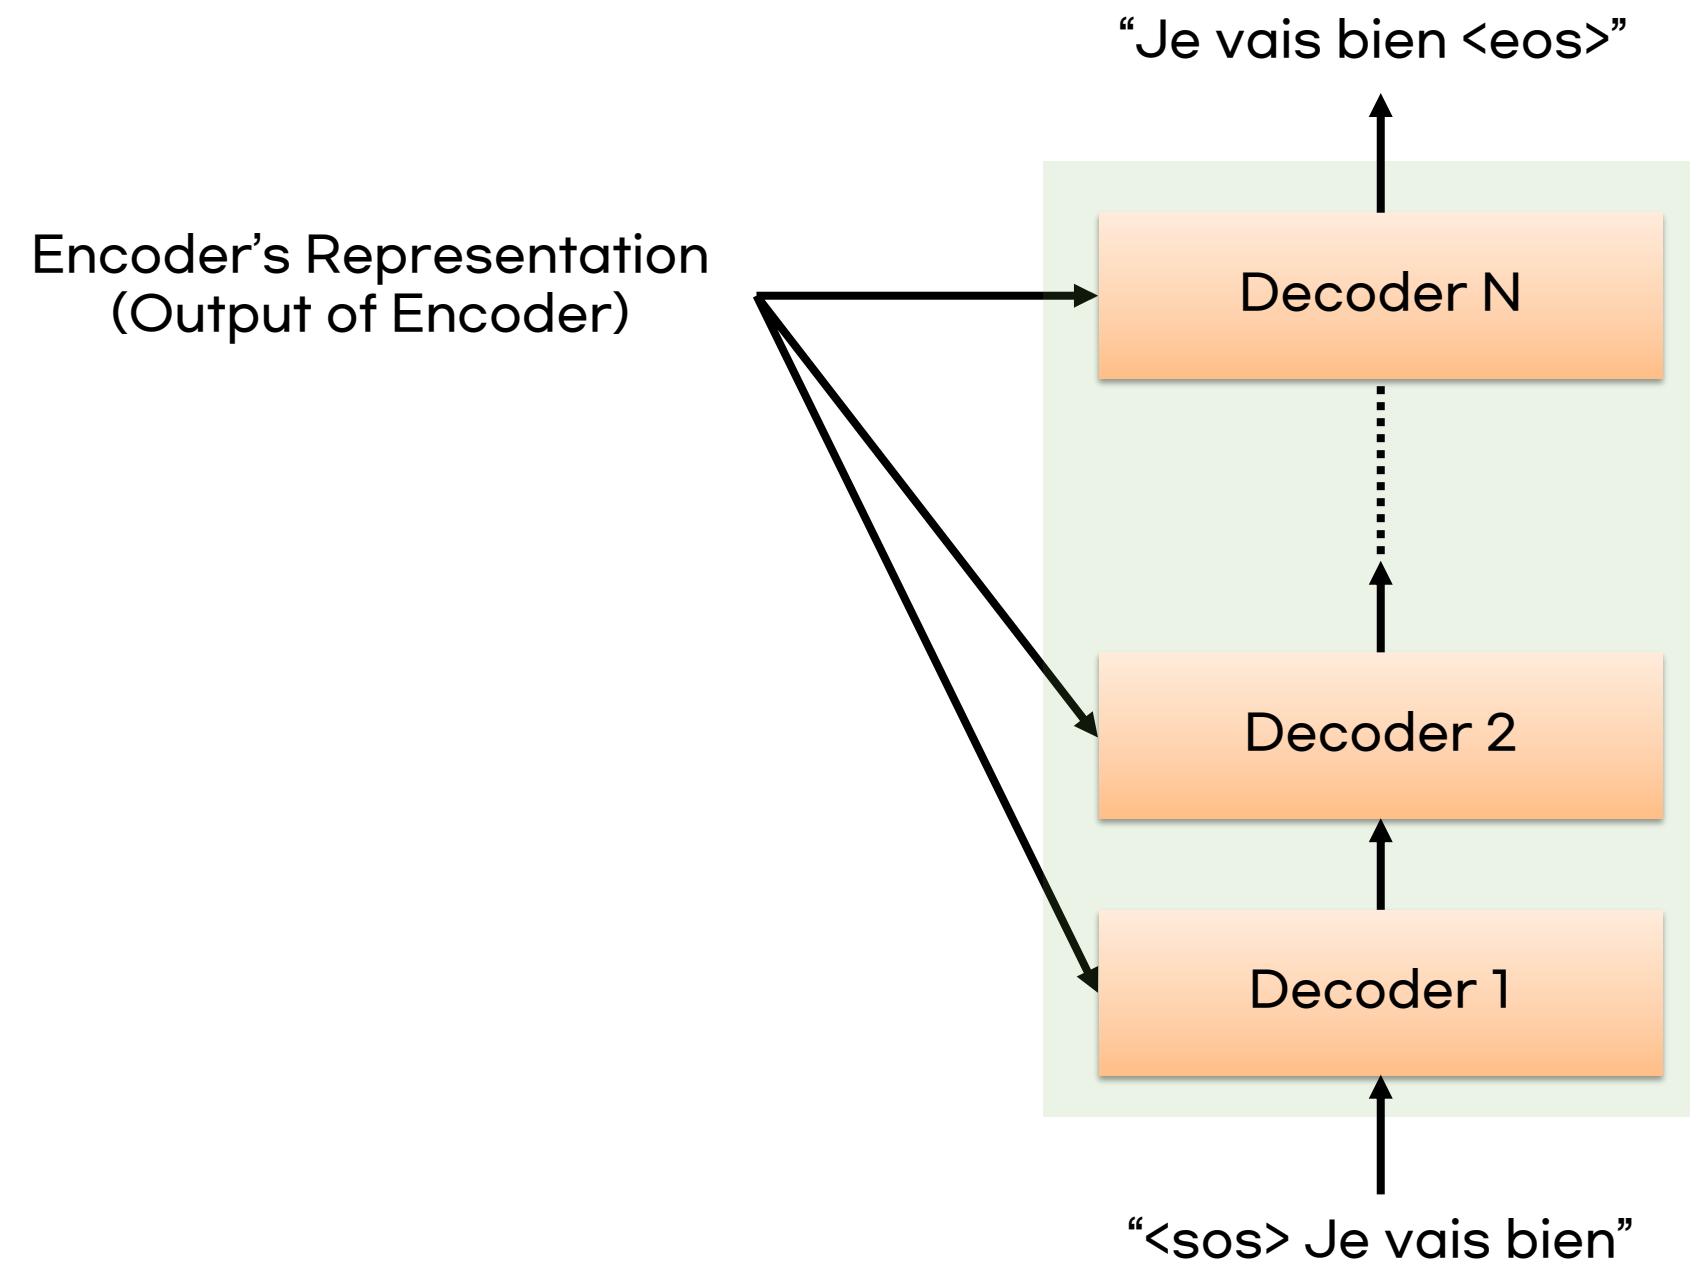 “Je vais bien <eos>”
Encoder’s Representation
(Output of Encoder)
Decoder N
Decoder 2
Decoder 1
“<sos> Je vais bien”